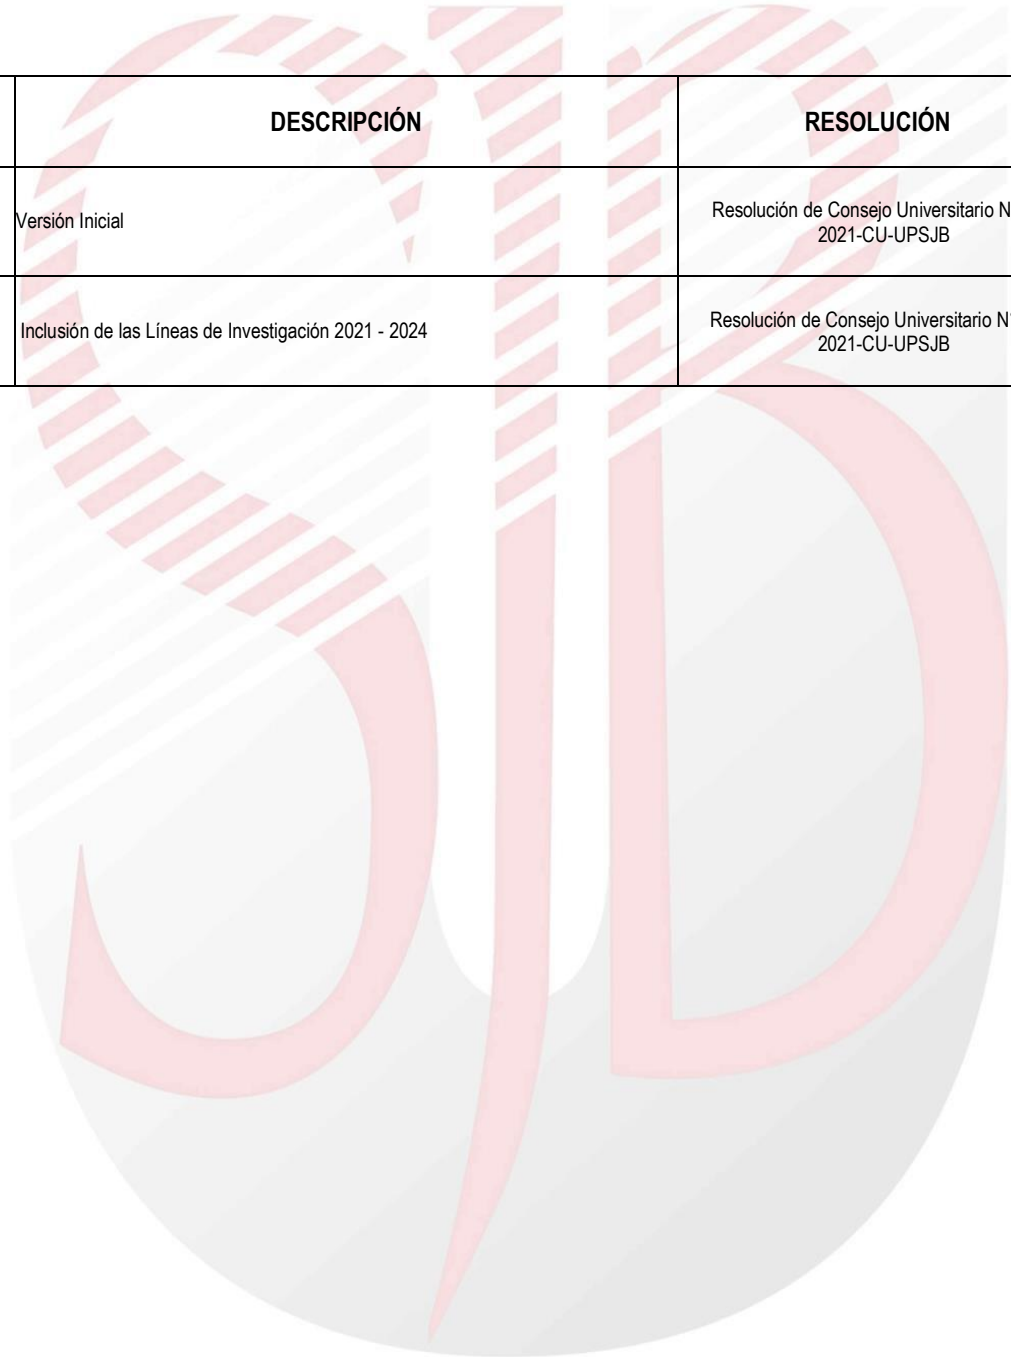 DESCRIPCIÓN
RESOLUCIÓN
Versión Inicial
Resolución de Consejo Universitario
2021-CU-UPSJB
Inclusión de las Líneas de Investigación 2021 - 2024
Resolución de Consejo Universitario
2021-CU-UPSJB